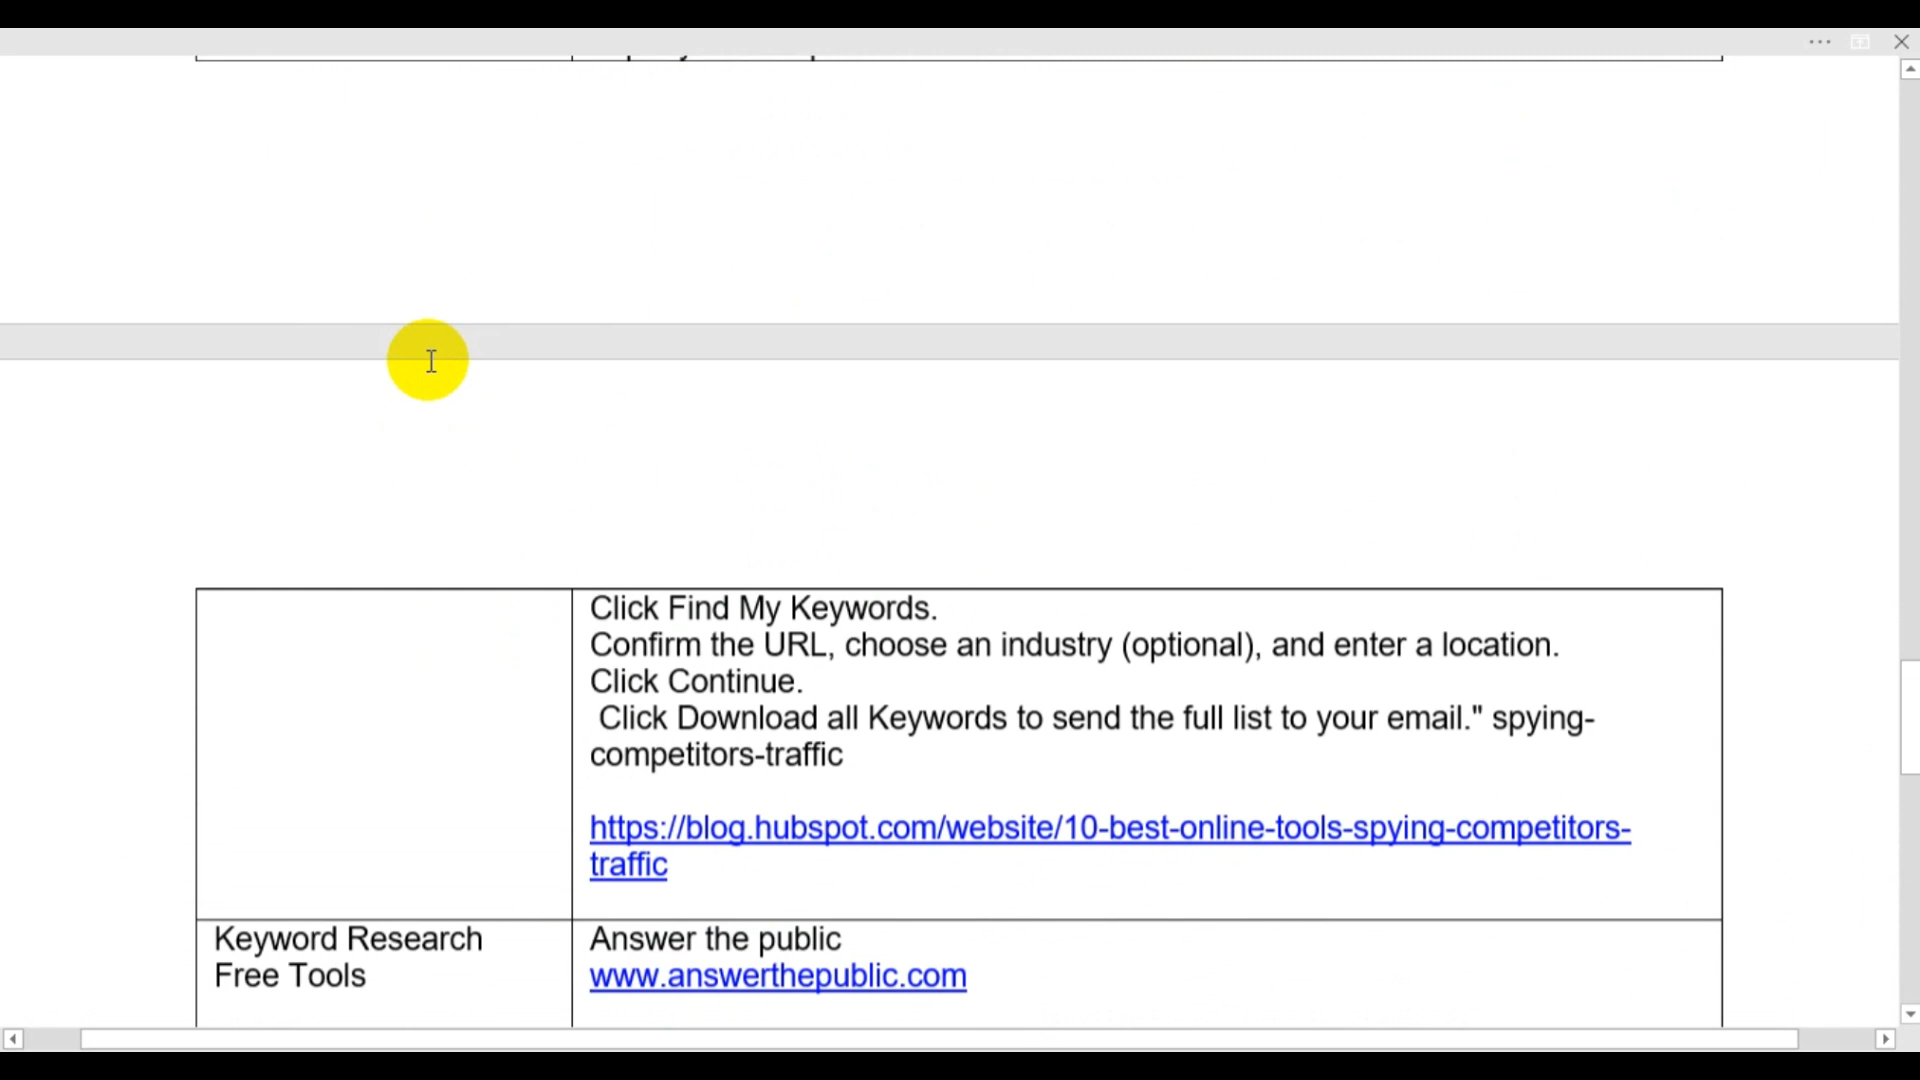 Click Find My Keywords.
Confirm the URL, choose an industry (optional), and enter a location.
Click Continue.
Click Download all Keywords to send the full list to your email." spying-
competitors-traffic
https://blog.hubspot.com/website/10-best-online-tools-spying-competitors-
traffic
Keyword Research
Free Tools
Answer the public
www.answerthepublic.com